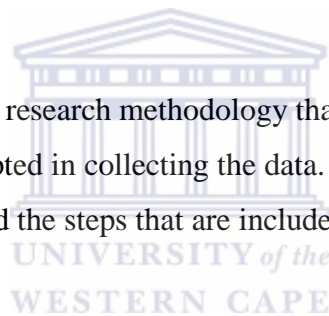 research methodology tha
pted in collecting the data.
d the steps that are include
UNIVERSITY of the
WESTERN CAPE